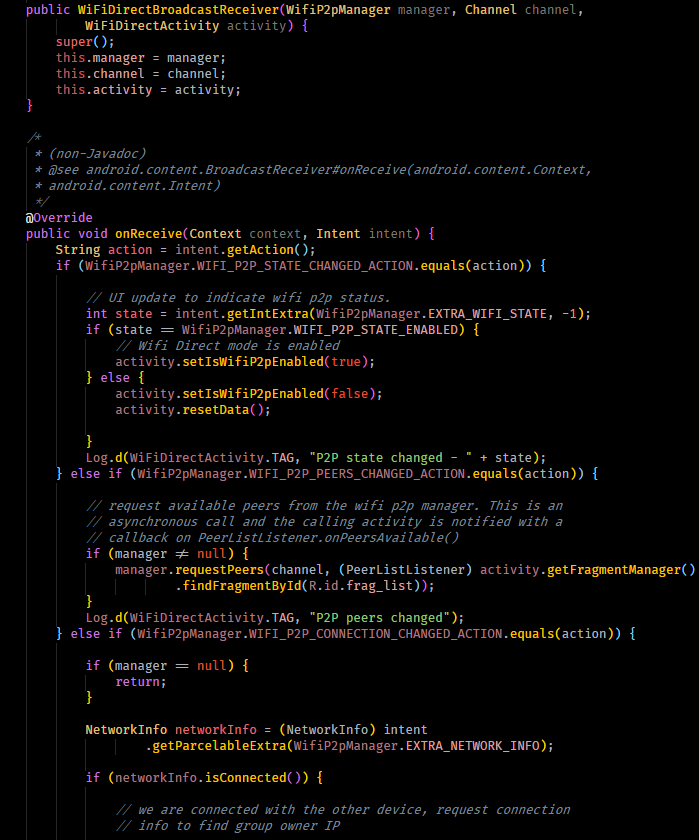 public WiFiDirectBroadcastReceiver(WifiP2pManager manager, Channel channel,
        WiFiDirectActivity activity) {
    super();
    this.manager = manager;
    this.channel = channel;
    this.activity = activity;
}

/*
 * (non-Javadoc)
 * @see android.content.BroadcastReceiver#onReceive(android.content.Context,
 * android.content.Intent)
 */
@Override
public void onReceive(Context context, Intent intent) {
    String action = intent.getAction();
    if (WifiP2pManager.WIFI_P2P_STATE_CHANGED_ACTION.equals(action)) {

        // UI update to indicate wifi p2p status.
        int state = intent.getIntExtra(WifiP2pManager.EXTRA_WIFI_STATE, -1);
        if (state == WifiP2pManager.WIFI_P2P_STATE_ENABLED) {
            // Wifi Direct mode is enabled
            activity.setIsWifiP2pEnabled(true);
        } else {
            activity.setIsWifiP2pEnabled(false);
            activity.resetData();

        }
        Log.d(WiFiDirectActivity.TAG, "P2P state changed - " + state);
    } else if (WifiP2pManager.WIFI_P2P_PEERS_CHANGED_ACTION.equals(action)) {

        // request available peers from the wifi p2p manager. This is an
        // asynchronous call and the calling activity is notified with a
        // callback on PeerListListener.onPeersAvailable()
        if (manager != null) {
            manager.requestPeers(channel, (PeerListListener) activity.getFragmentManager()
                    .findFragmentById(R.id.frag_list));
        }
        Log.d(WiFiDirectActivity.TAG, "P2P peers changed");
    } else if (WifiP2pManager.WIFI_P2P_CONNECTION_CHANGED_ACTION.equals(action)) {

        if (manager == null) {
            return;
        }

        NetworkInfo networkInfo = (NetworkInfo) intent
                .getParcelableExtra(WifiP2pManager.EXTRA_NETWORK_INFO);

        if (networkInfo.isConnected()) {

            // we are connected with the other device, request connection
            // info to find group owner IP